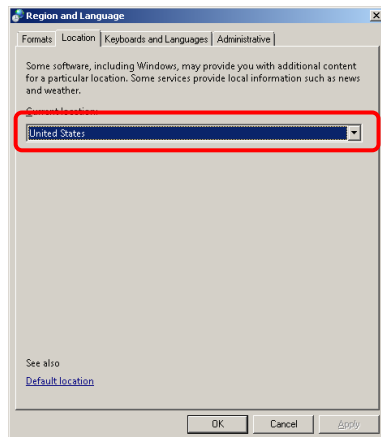 Region and Language
Formats Location Keyboards and Languages Administrative
Some software, including Windows, may provide you with additional content
for a particular location. Some services provide local information such as news
and weather.
Current location:
United States
See also
Default location
OK Cancel Apply